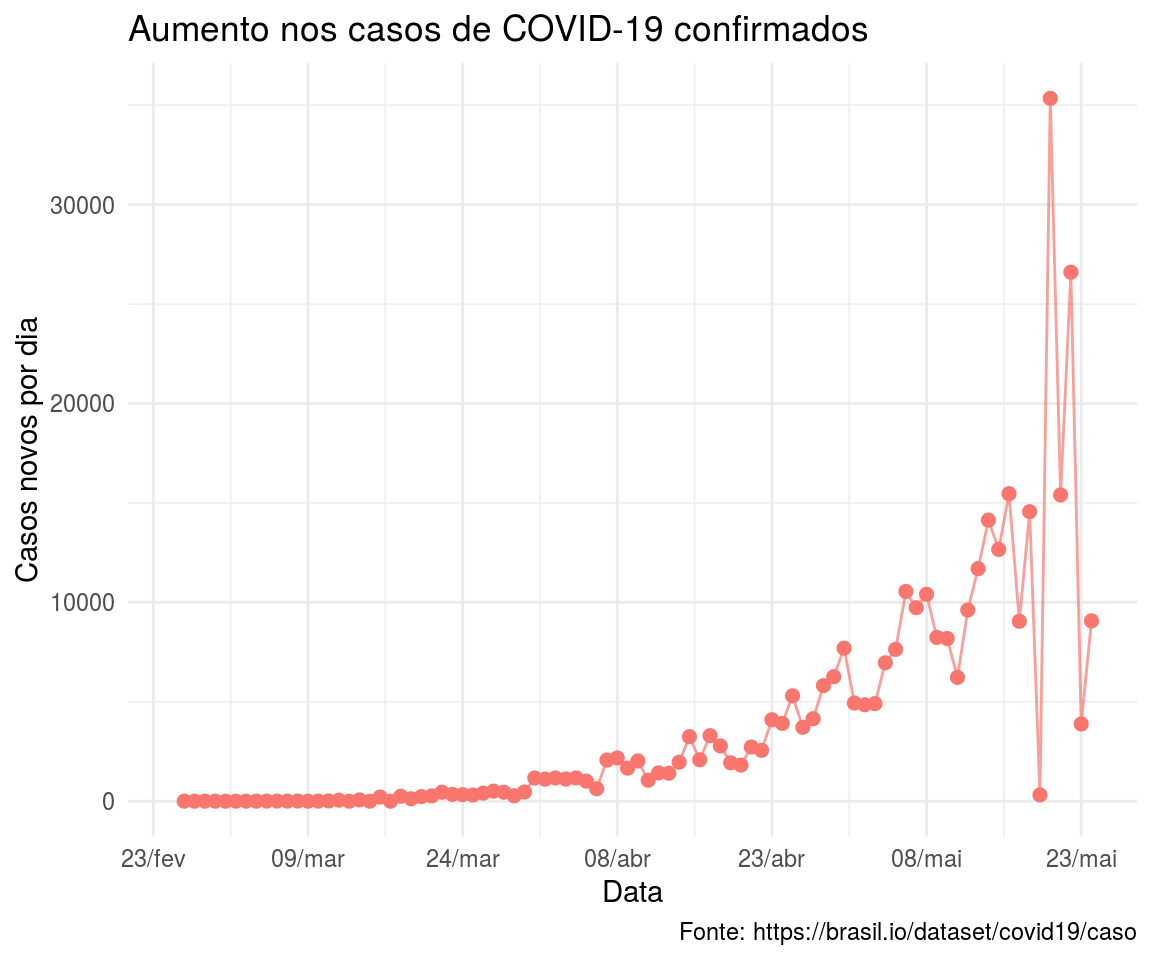 Aumento nos casos de COVID-19 confirmados
Casos novos por dia
30000
20000
10000
0
23/fev 09/mar 24/mar 08/abr 23/abr 08/mai 23/mai
Data
Fonte: https://brasil.io/dataset/covid19/caso